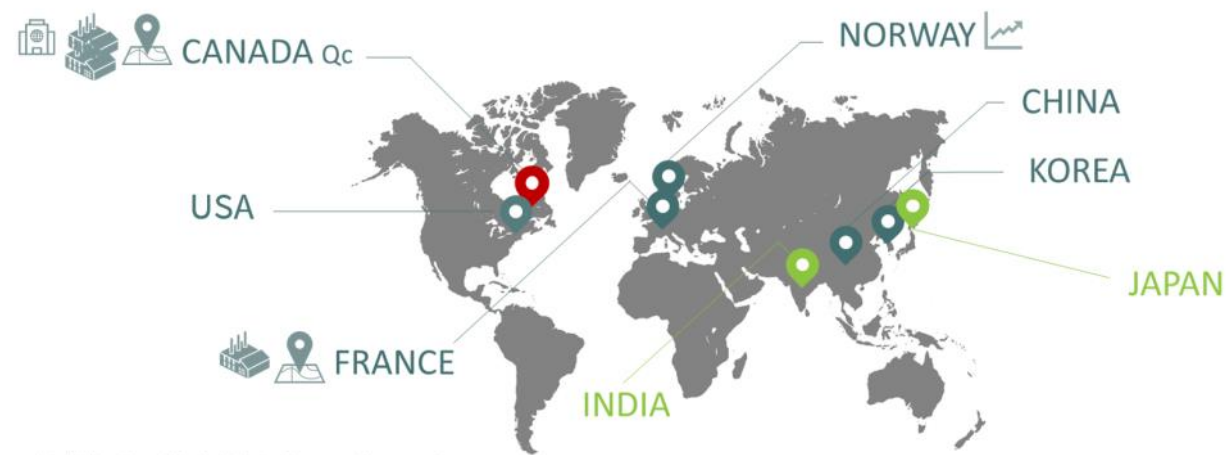 NORWAY
CANADA Qc
CHINA
KOREA
USA
JAPAN
FRANCE
INDIA